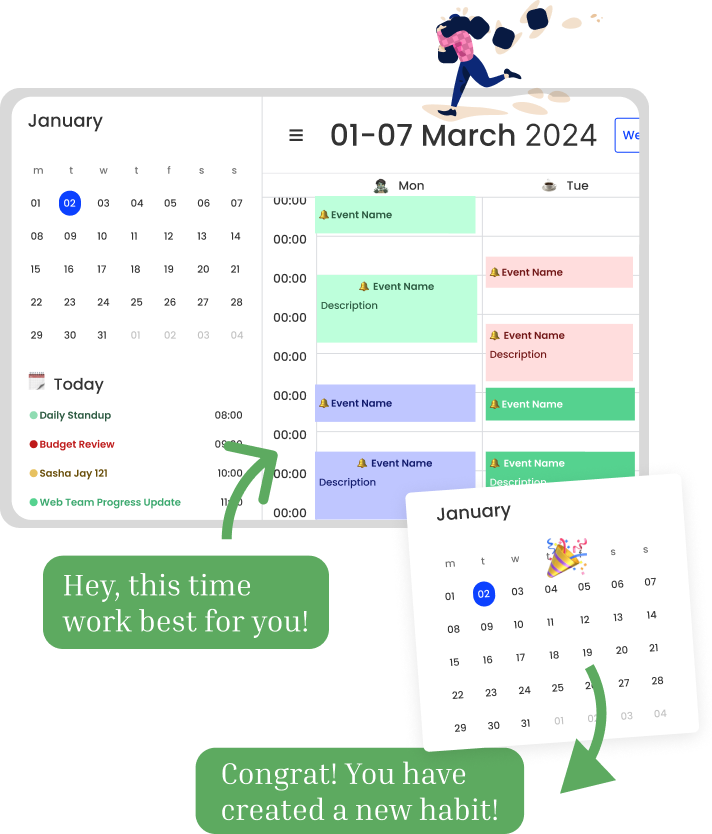 January
m t w t f s s
01 02 03 04 05 06 07
08 09 10 11 12 13 14
15 16 17 18 19 20 21
22 23 24 25 26 27 28
29 30 31 01 02 03 04
Today
Daily Standup 08:00
Budget Review
Sasha Jay 121 10:00
Web Team Progress Update
01-07 March 2024
We
Mon Tue
00:00
Event Name
00:00
Event Name
00:00
Event Name
Description
00:00
Event Name
Description
00:00
00:00
Event Name
Event Name
00:00
Event Name
Description
Event Name
Description
00:00
00:00
Hey, this time
work best for you!
January
m t w s s
01 02 03 04 05 06 07
08 09 10 11 12 13 14
15 16 17 18 19 20 21
22 23 24 25 27 28
29 30 31 01 03 04
Congrat! You have
created a new habit!